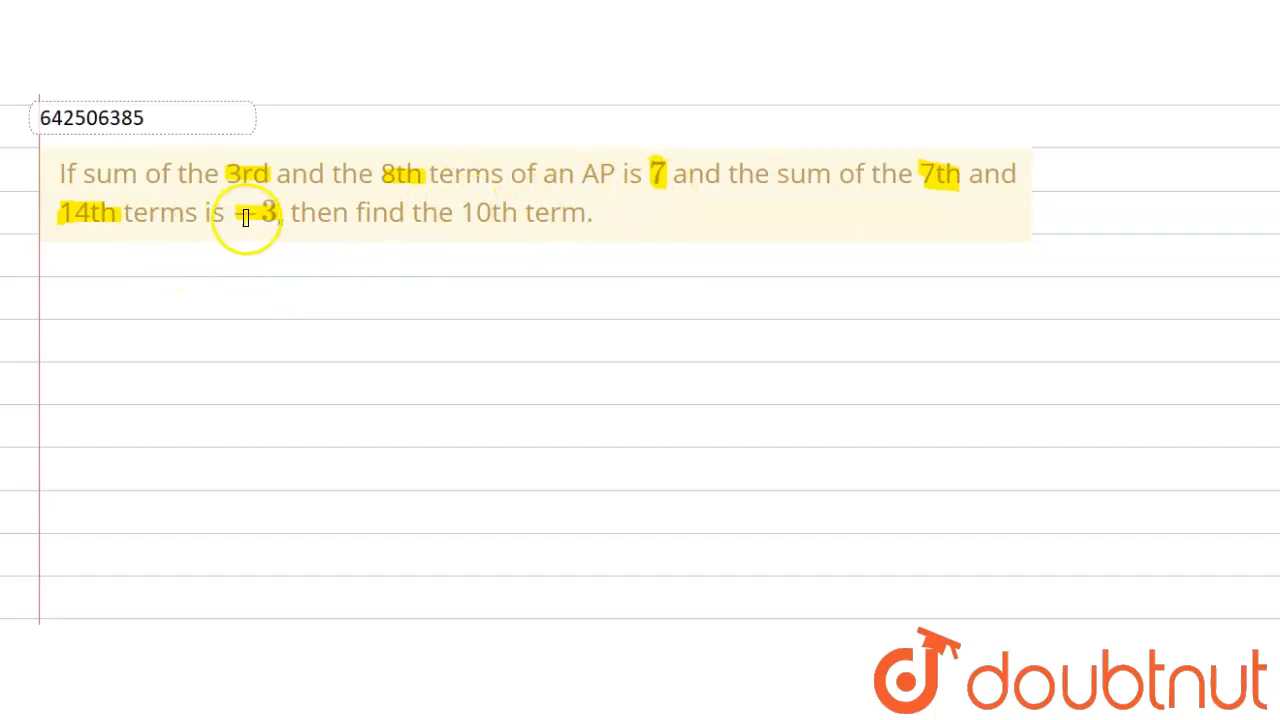 642506385
If sum of the 3rd and the 8th terms of an AP is 7 and the sum of the 7th and
14th terms is -3, then find the 10th term.
doubtnut